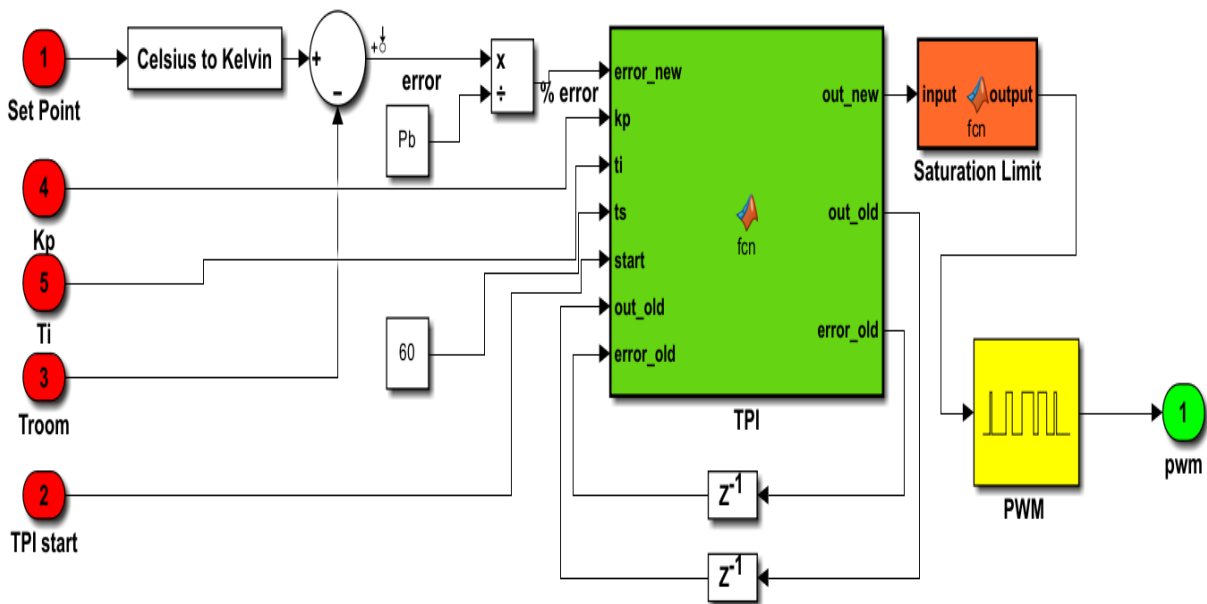 1
Set Point
Celsius to Kelvin
+
−
+
error
x
÷
% error
Pb
4
Kp
5
Ti
3
Troom
2
TPI start
60
error_new
kp
ti
ts
start
out_old
error_old
fcn
out_new
out_old
error_old
TPI
input
output
fcn
Saturation Limit
PWM
1
pwm
Z-1
Z-1